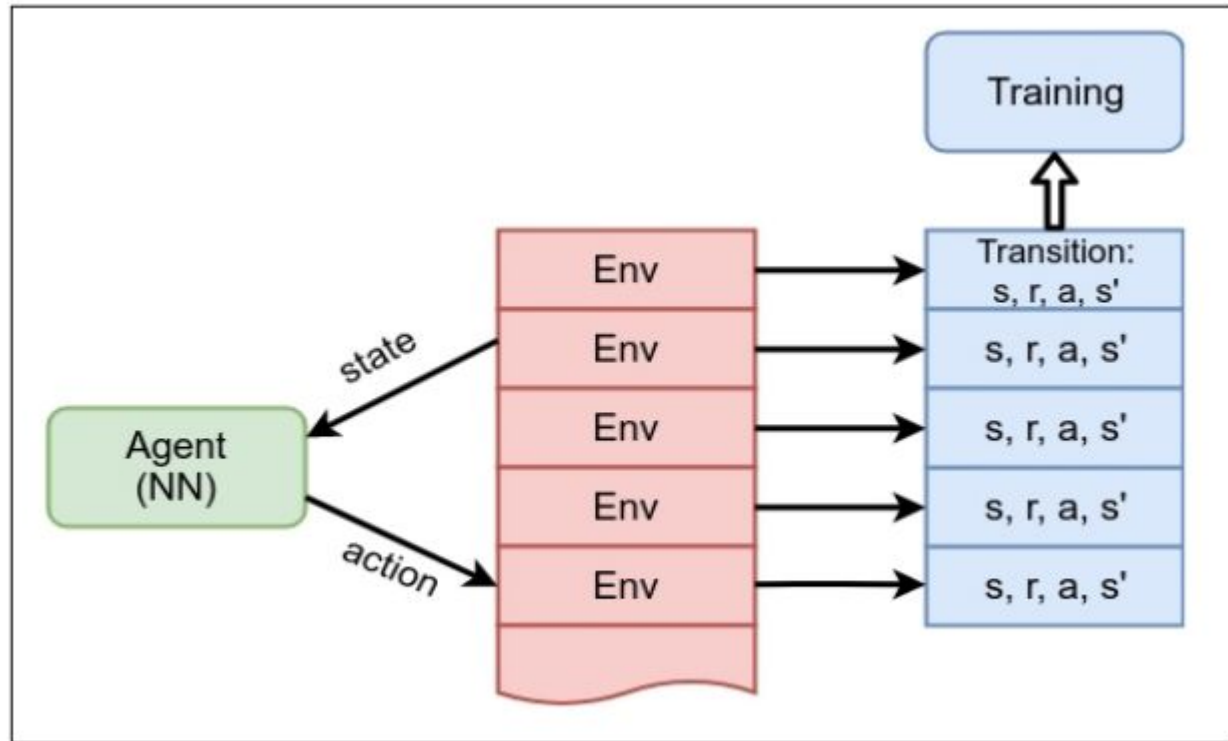 Training
Env
Transition:
s, r, a, s'
state
Env
s, r, a, s'
Agent
(NN)
Env
s, r, a, s'
Env
s, r, a, s'
action
Env
s, r, a, s'